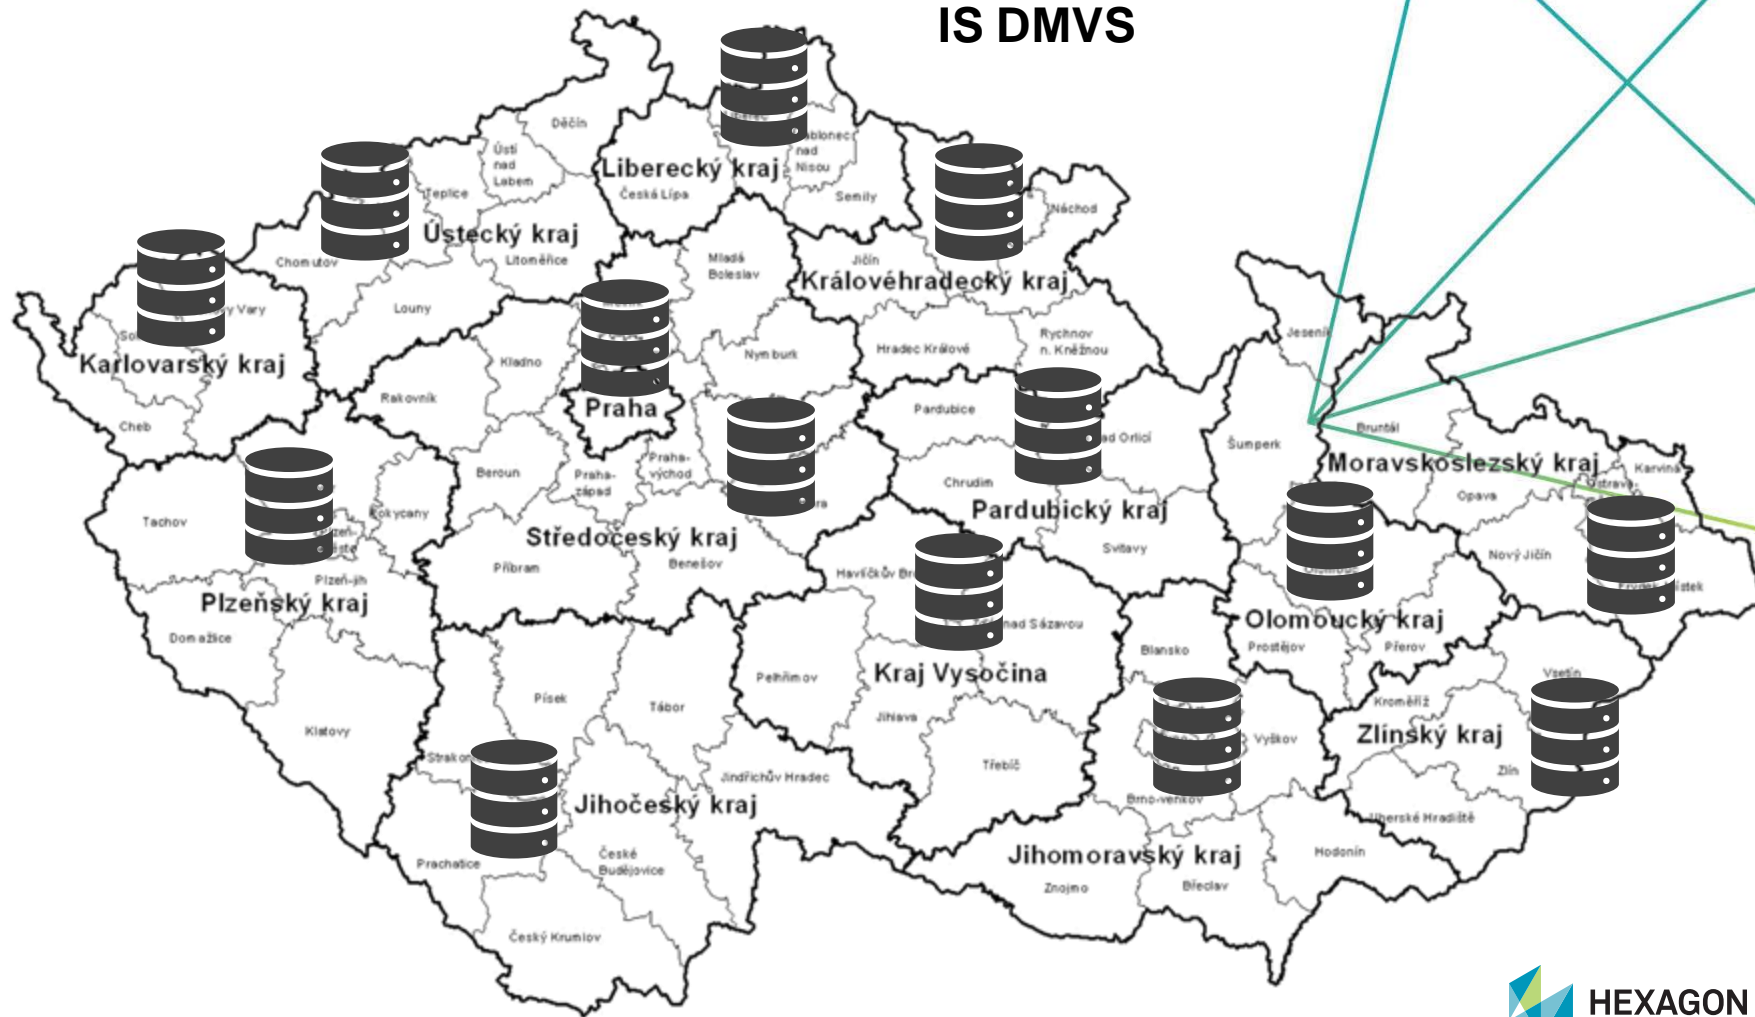 IS DMVS
Děčín
Ústí
nad
Labem
Teplice
Liberecký kraj
Česká Lípa
nad
Nisou
Semily
Náchod
Ústecký kraj
Chomutov
Litoměřice
Louny
Mladá
Boleslav
Jičín
Královéhradecký kraj
Jeseník
Vary
Karlovarský kraj
Cheb
Kladno
Rakovník
Praha
Nymburk
Hradec Králové
Rychnov
n. Kněžnou
Pardubice
Chrudim
Pardubický kraj
Svitavy
Šumperk
Bruntál
Moravskoslezský kraj
Karviná
Opava
Ostrava-
Nový Jičín
Beroun
Praha-
západ
Praha-
východ
Středočeský kraj
Příbram
Benešov
Tachov
Plzeň-jih
Plzeňský kraj
Domažlice
Klatovy
Havlíčkův
nad Sázavou
Kraj Vysočina
Pelhřimov
Jihlava
Třebíč
Olomoucký kraj
Prostějov
Přerov
Blansko
Vyškov
Brno-venkov
Vsetín
Kroměříž
Zlínský kraj
Zlín
Uherské Hradiště
Písek
Tábor
Jindřichův Hradec
Jihočeský kraj
Prachatice
České
Budějovice
Český Krumlov
Jihomoravský kraj
Znojmo
Břeclav
Hodonín
HEXAGON